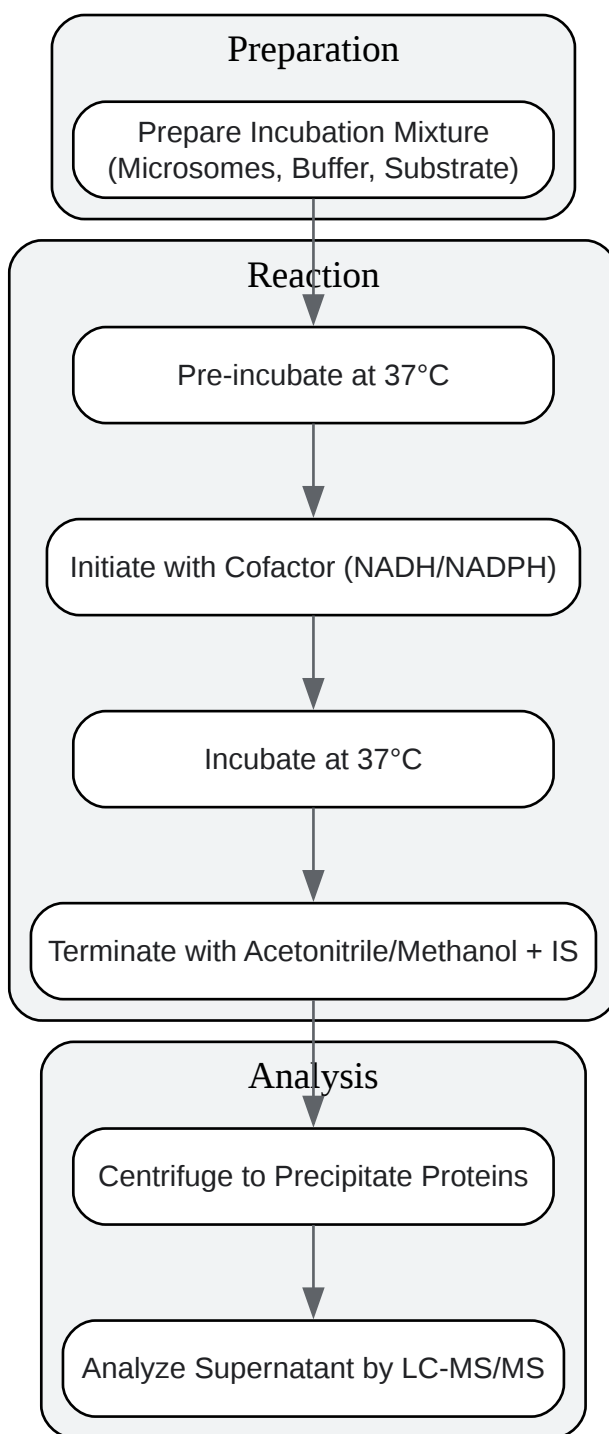 Preparation
Prepare Incubation Mixture
(Microsomes, Buffer, Substrate)
Reaction
Pre-incubate at 37°C
Initiate with Cofactor (NADH/NADPH)
Incubate at 37°C
Terminate with Acetonitrile/Methanol + IS
Analysis
Centrifuge to Precipitate Proteins
Analyze Supernatant by LC-MS/MS